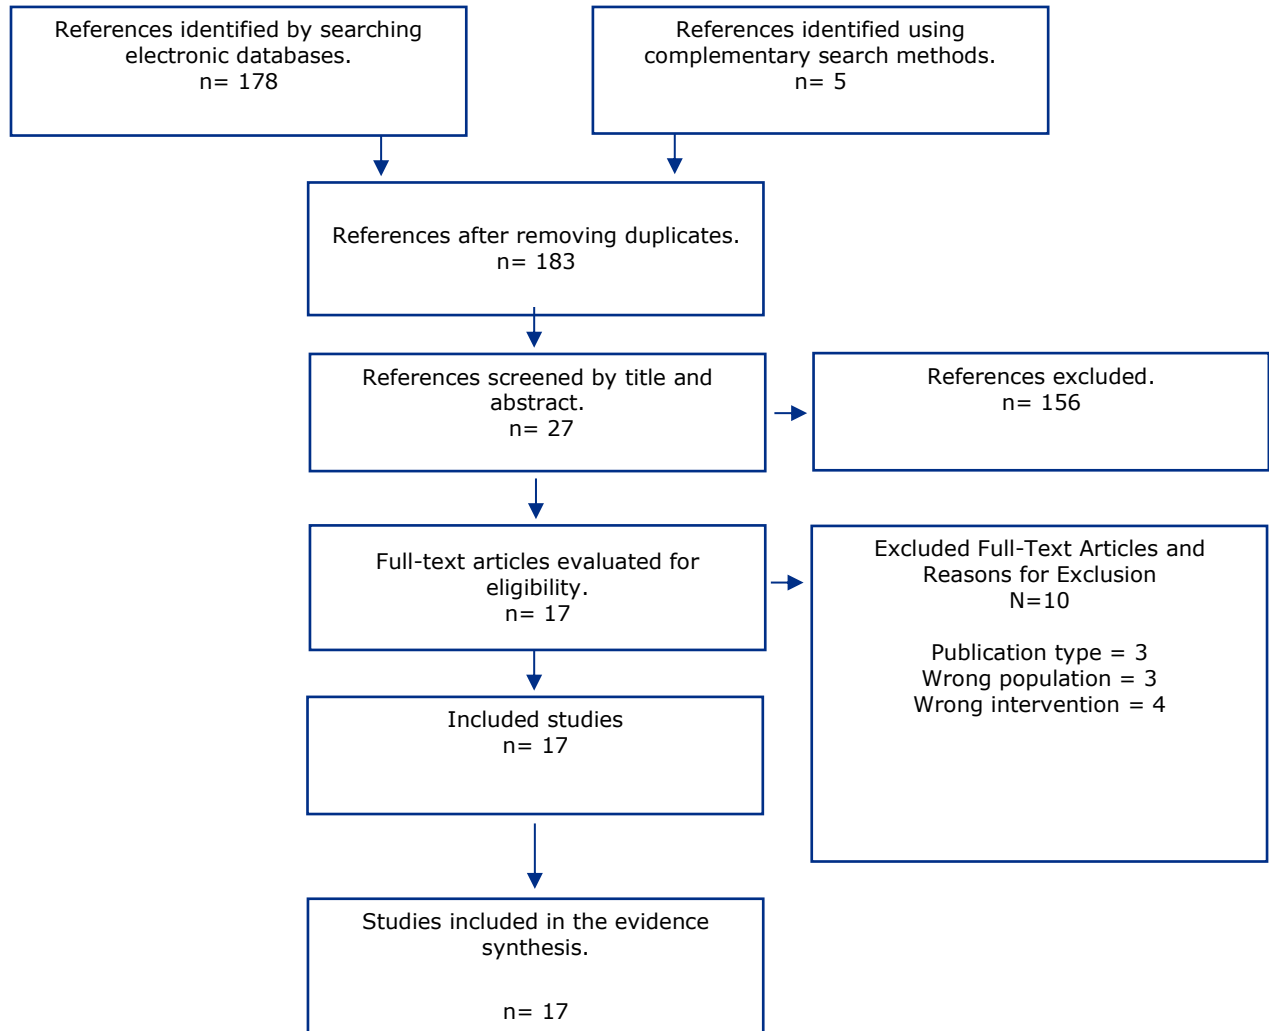 References identified by searching
electronic databases.
n= 178
References identified using
complementary search methods.
n= 5
References after removing duplicates.
n= 183
References screened by title and
abstract.
n= 27
References excluded.
n= 156
Full-text articles evaluated for
eligibility.
n= 17
Excluded Full-Text Articles and
Reasons for Exclusion
N=10
Publication type = 3
Wrong population = 3
Wrong intervention = 4
Included studies
n= 17
Studies included in the evidence
synthesis.
n= 17